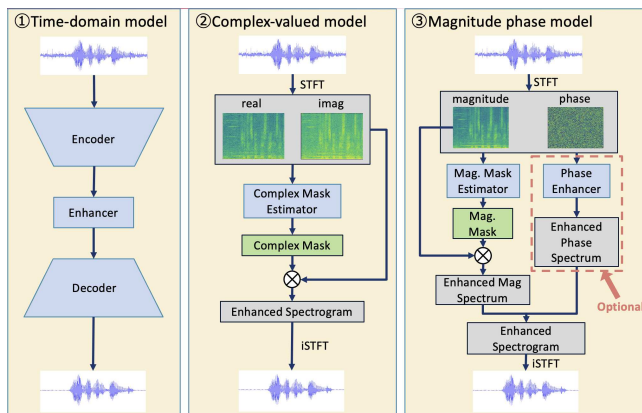 ①Time-domain model
Encoder
Enhancer
Decoder
②Complex-valued model
STFT
real
imag
Complex Mask
Estimator
Complex Mask
Enhanced Spectrogram
iSTFT
③Magnitude phase model
STFT
magnitude
phase
Mag. Mask
Estimator
Mag.
Mask
Enhanced Mag
Spectrum
Phase
Enhancer
Enhanced
Phase
Spectrum
Optional
Enhanced
Spectrogram
iSTFT